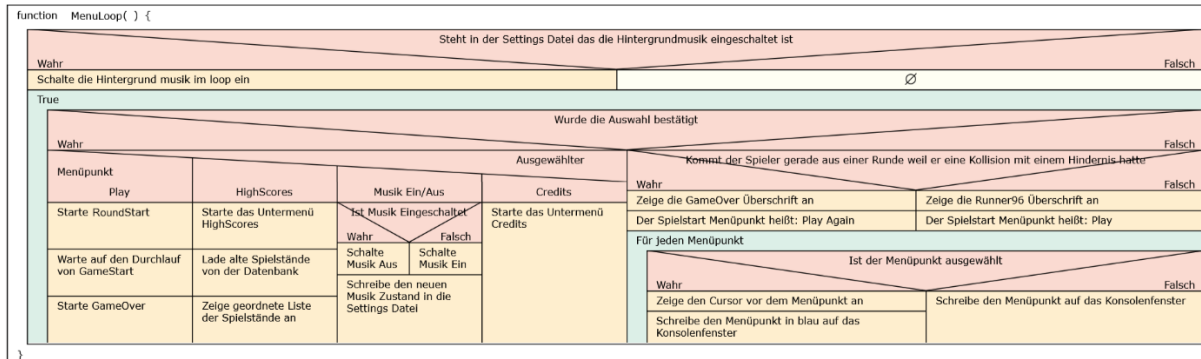 function MenuLoop( ) {
Steht in der Settings Datei das die Hintergrundmusik eingeschaltet ist
Wahr
Falsch
Schalte die Hintergrund musik im loop ein
∅
True
Wurde die Auswahl bestätigt
Wahr
Falsch
Ausgewählter
Menüpunkt
Play
HighScores
Musik Ein/Aus
Credits
Starte RoundStart
Warte auf den Durchlauf
von GameStart
Starte GameOver
Starte das Untermenü
HighScores
Lade alte Spielstände
von der Datenbank
Zeige geordnete Liste
der Spielstände an
Ist Musik Eingeschaltet
Wahr
Falsch
Schalte
Musik Aus
Schalte
Musik Ein
Schreibe den neuen
Musik Zustand in die
Settings Datei
Starte das Untermenü
Credits
Kommt der Spieler gerade aus einer Runde weil er eine Kollision mit einem Hindernis hatte
Wahr
Falsch
Zeige die GameOver Überschrift an
Zeige die Runner96 Überschrift an
Der Spielstart Menüpunkt heißt: Play Again
Der Spielstart Menüpunkt heißt: Play
Für jeden Menüpunkt
Ist der Menüpunkt ausgewählt
Wahr
Falsch
Zeige den Cursor vor dem Menüpunkt an
Schreibe den Menüpunkt in blau auf das
Konsolenfenster
Schreibe den Menüpunkt auf das Konsolenfenster
}